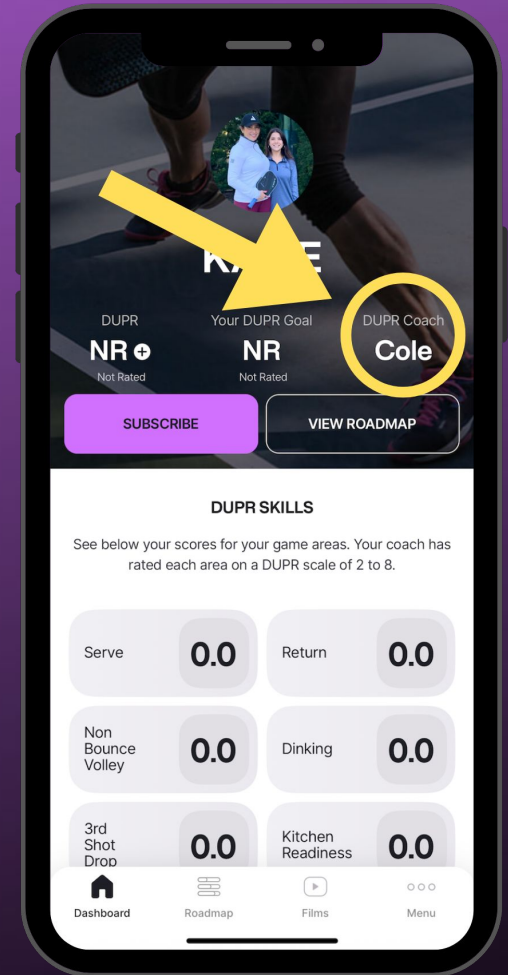 DUPR
Your DUPR Goal
DUPR Coach
NR
NR
Cole
Not Rated
Not Rated
SUBSCRIBE
VIEW ROADMAP
DUPR SKILLS
See below your scores for your game areas. Your coach has
rated each area on a DUPR scale of 2 to 8.
Serve
0.0
Return
0.0
Non
Bounce
Volley
0.0
Dinking
0.0
3rd
Shot
Drop
0.0
Kitchen
Readiness
0.0
Dashboard
Roadmap
Films
Menu